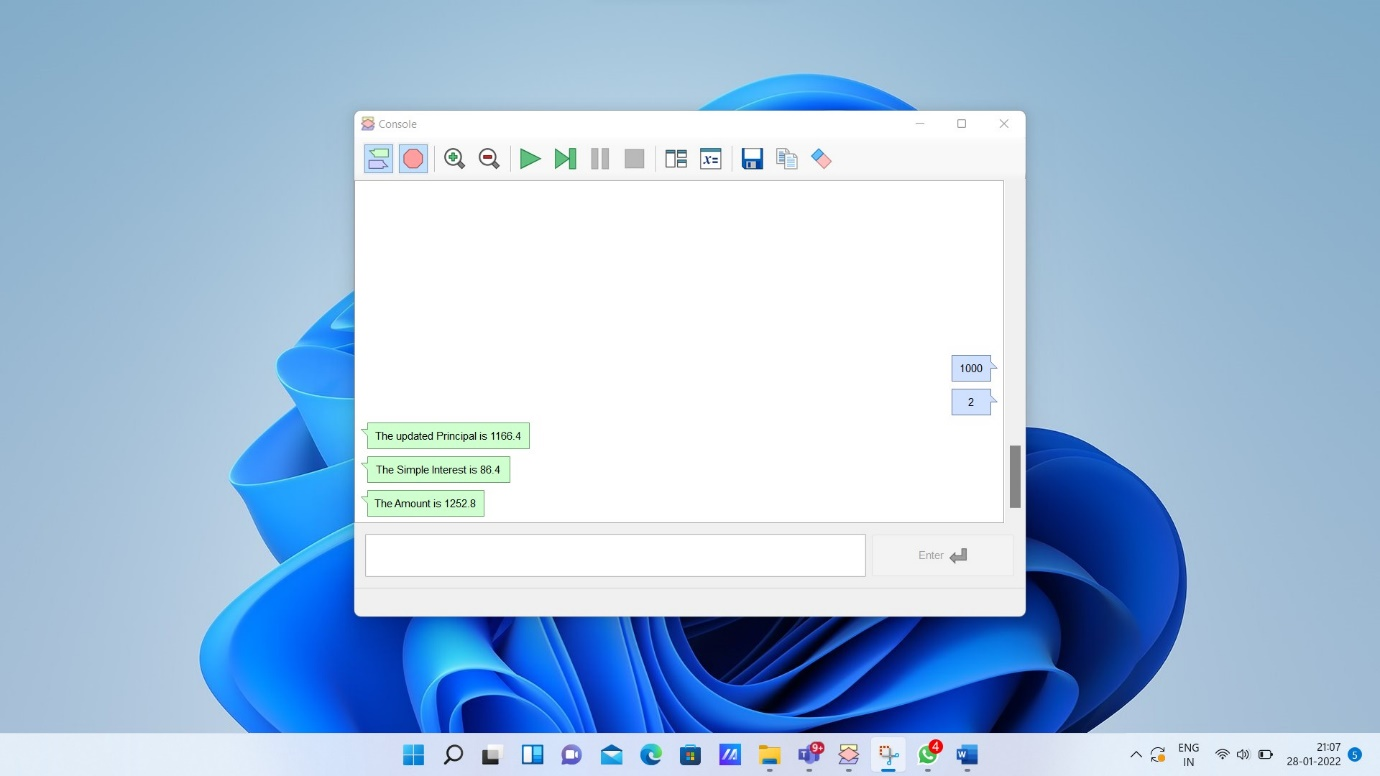 Console
x=
1000
2
The updated Principal is 1166.4
The Simple Interest is 86.4
The Amount is 1252.8
Enter
9+
4
W
ENG
IN
21:07
28-01-2022
5